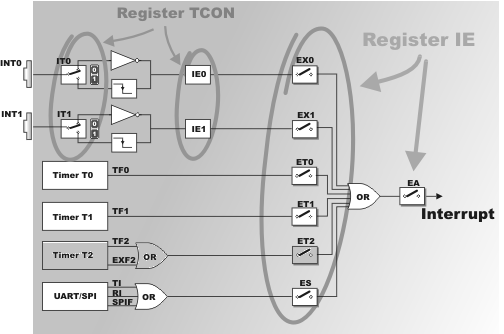 Register TCON
Register IE
INT0
IT0
0
1
IE0
EX0
INT1
IT1
0
1
IE1
EX1
Timer T0
TF0
ET0
OR
EA
Interrupt
Timer T1
TF1
ET1
Timer T2
TF2
EXF2
OR
ET2
UART/SPI
TI
RI
SPIF
OR
ES